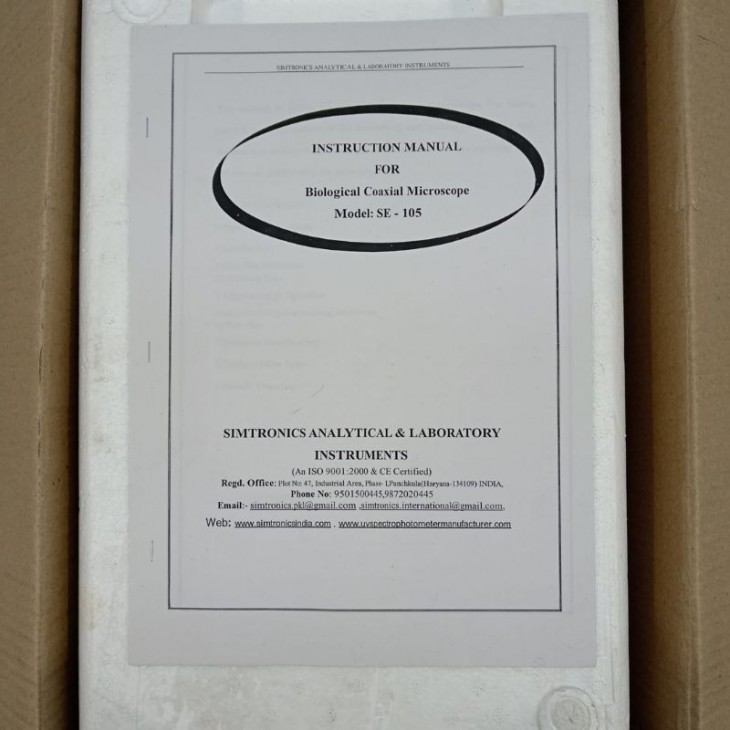 SIMTRONICS ANALYTICAL & LABORATORY INSTRUMENTS
INSTRUCTION MANUAL
FOR
Biological Coaxial Microscope
Model: SE - 105
SIMTRONICS ANALYTICAL & LABORATORY
INSTRUMENTS
(An ISO 9001:2000 & CE Certified)
Regd. Office: Plot No 47, Industrial Area, Phase- I,Panchkula(Haryana-134109) INDIA,
Phone No: 9501500445,9872020445
Email:- simtronics.pkl@gmail.com ,simtronics.international@gmail.com,
Web: www.simtronicsindia.com , www.uvspectrophotometermanufacturer.com